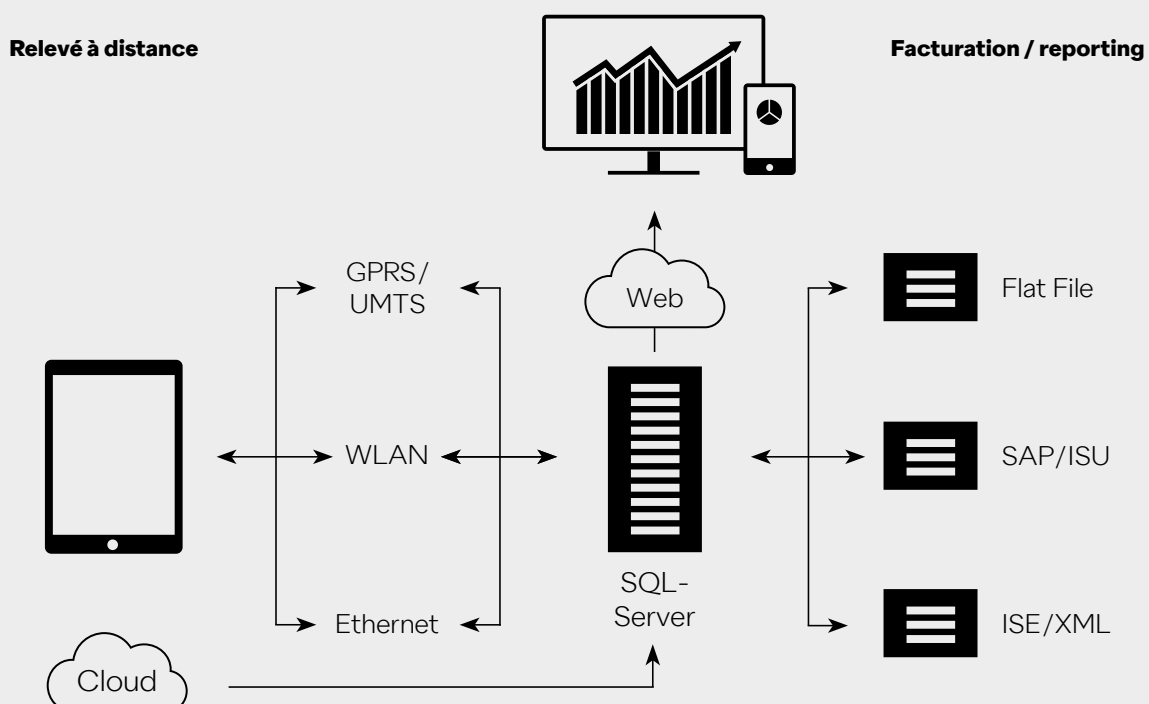 Relevé à distance
Facturation / reporting
GPRS/
UMTS
Web
Flat File
WLAN
SAP/ISU
SQL-
Server
Ethernet
ISE/XML
Cloud